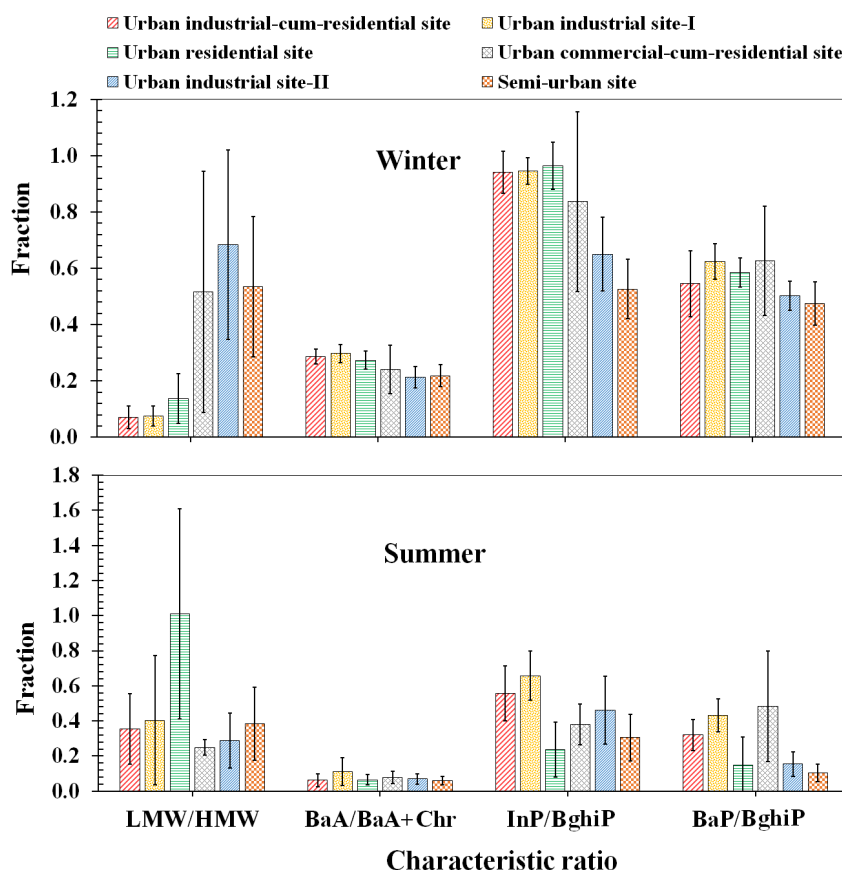 Urban industrial-cum-residential site
Urban industrial site-I
Urban residential site
Urban commercial-cum-residential site
Urban industrial site-II
Semi-urban site
Winter
Fraction
1.2
1.0
0.8
0.6
0.4
0.2
0.0
Summer
Fraction
1.8
1.6
1.4
1.2
1.0
0.8
0.6
0.4
0.2
0.0
LMW/HMW
BaA/BaA+Chr
InP/BghiP
BaP/BghiP
Characteristic ratio